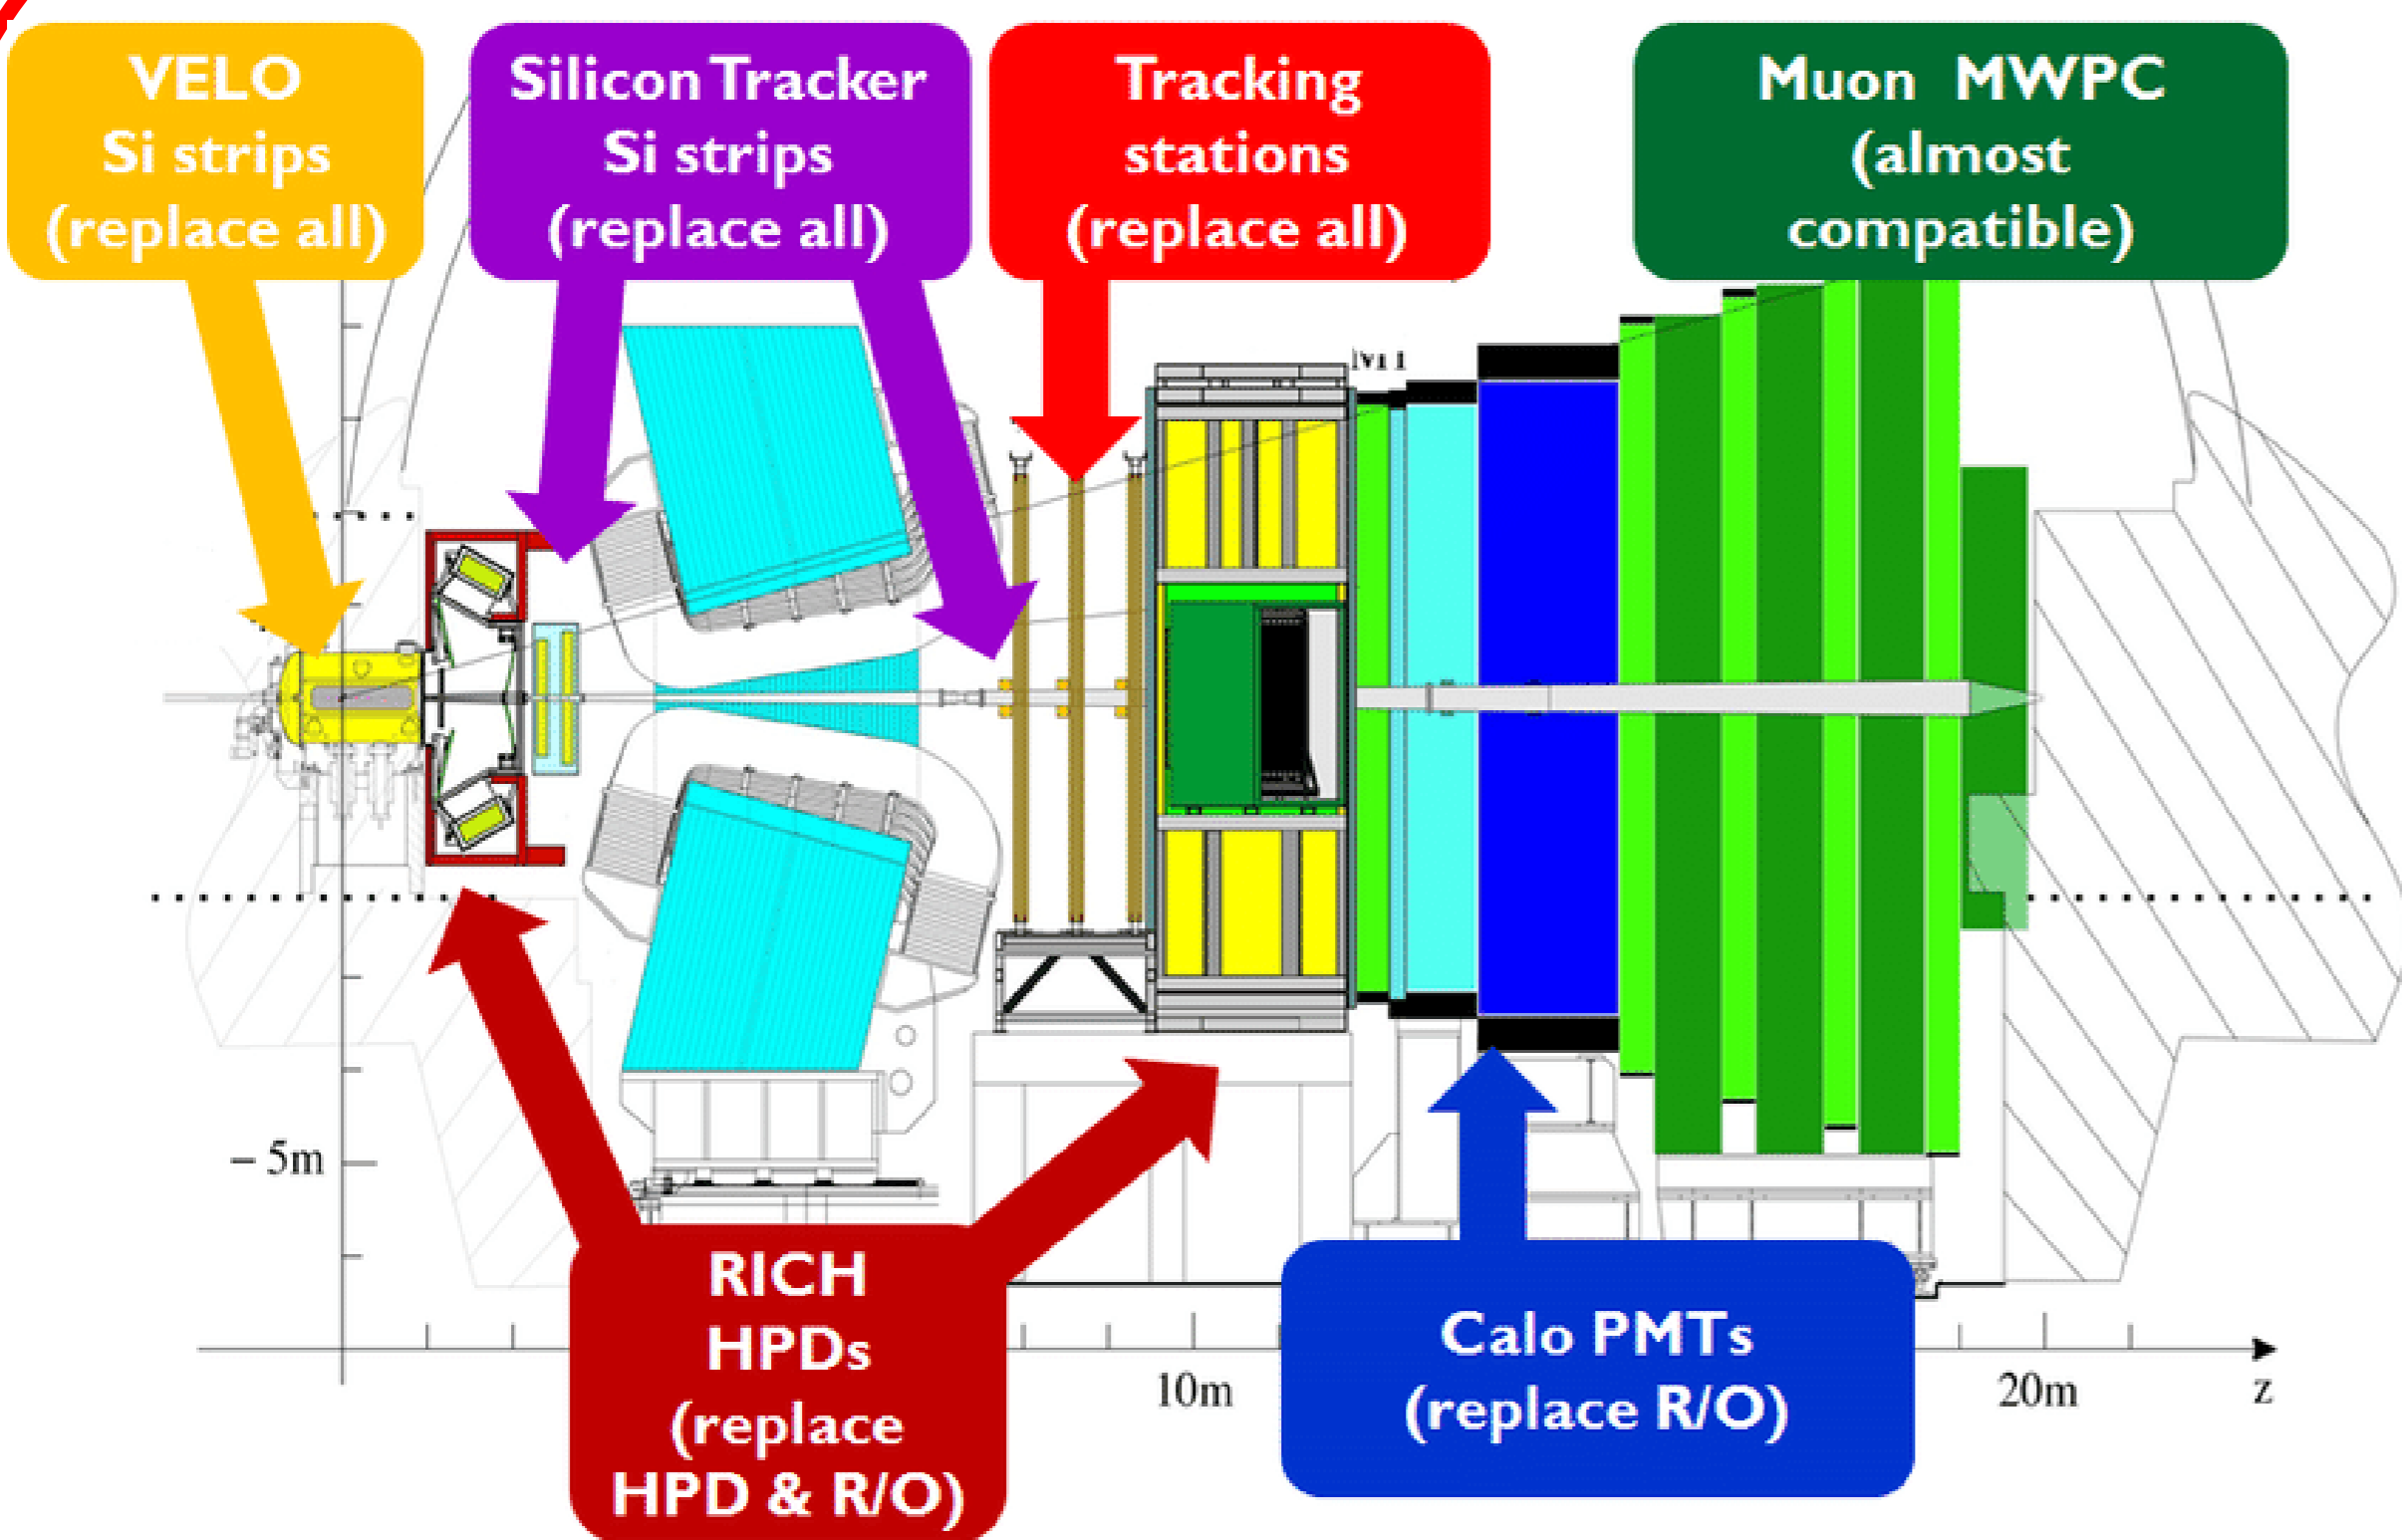 VELO
Si strips
(replace all)
Silicon Tracker
Si strips
(replace all)
Tracking
stations
(replace all)
Muon MWPC
(almost
compatible)
– 5m
RICH
HPDs
(replace
HPD & R/O)
Calo PMTs
(replace R/O)
10m
20m
z